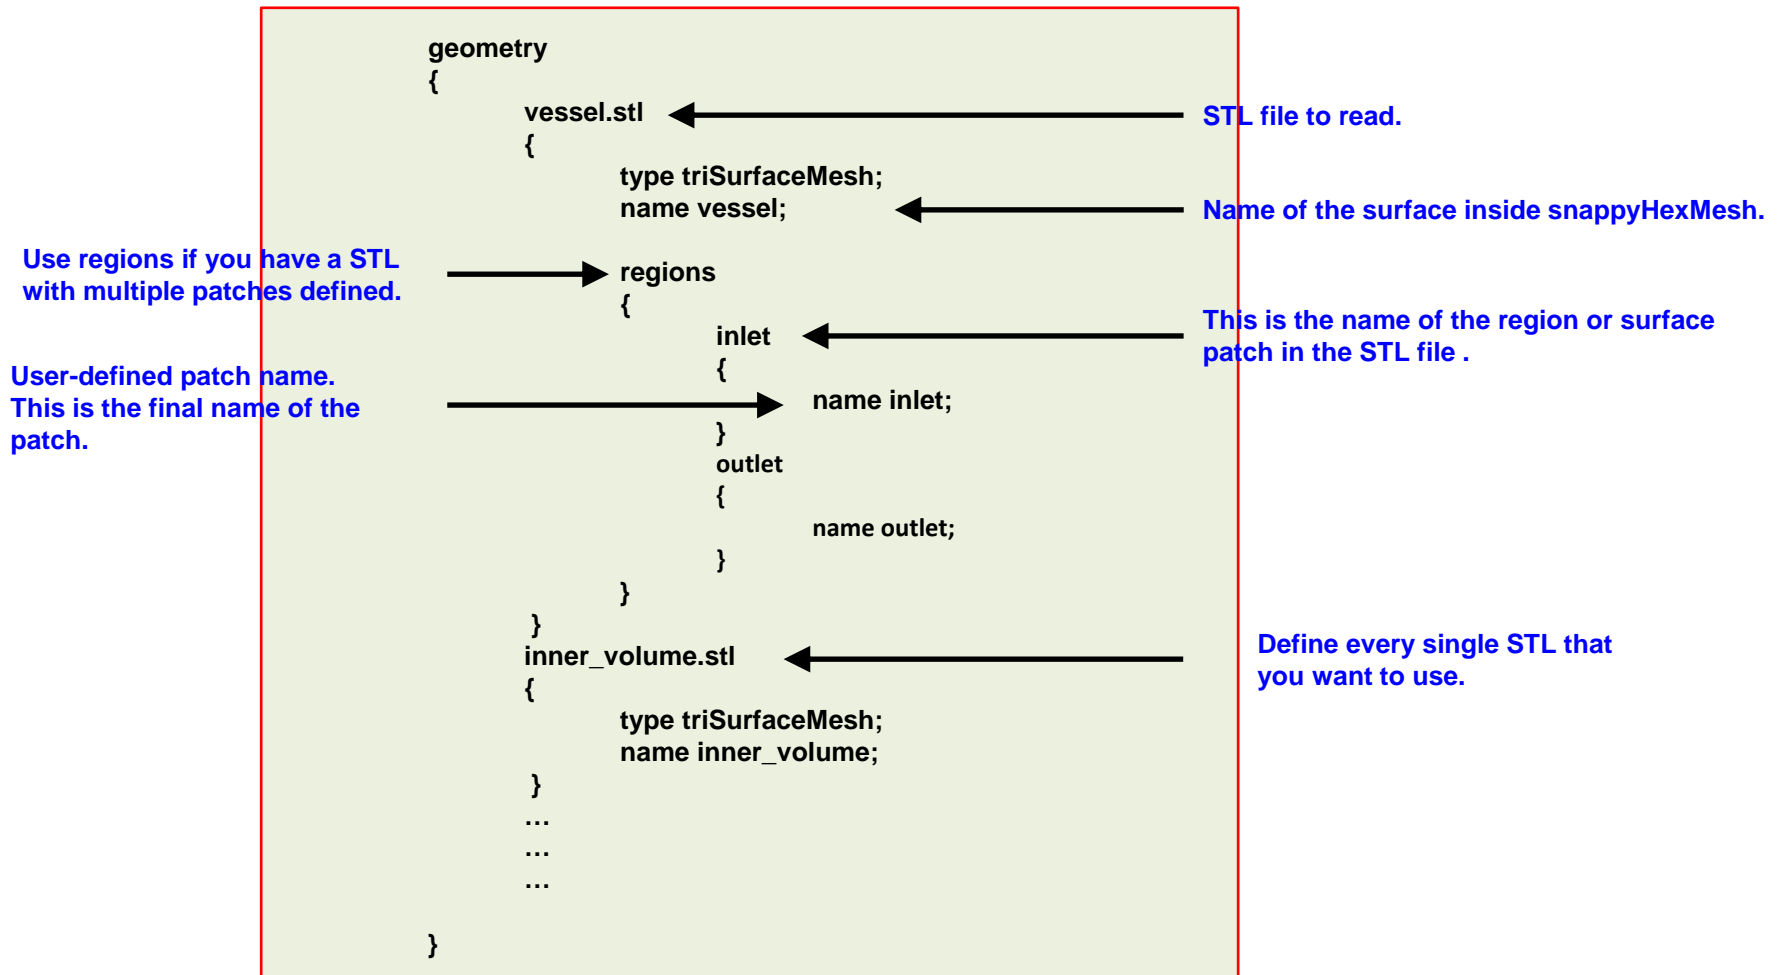 geometry
{
vessel.stl
STL file to read.
{
type triSurfaceMesh;
name vessel;
Name of the surface inside snappyHexMesh.
Use regions if you have a STL
with multiple patches defined.
regions
{
inlet
This is the name of the region or surface
patch in the STL file .
{
User-defined patch name.
This is the final name of the
patch.
name inlet;
}
outlet
{
name outlet;
}
}
}
inner_volume.stl
Define every single STL that
you want to use.
{
type triSurfaceMesh;
name inner_volume;
}
…
…
…
}